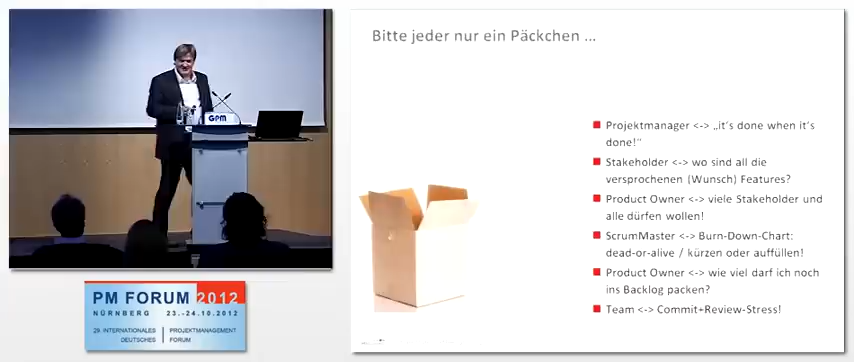 Bitte jeder nur ein Päckchen ...
Projektmanager <-> „it's done when it's
done!"
Stakeholder <-> wo sind all die
versprochenen (Wunsch) Features?
Product Owner <-> viele Stakeholder und
alle dürfen wollen!
ScrumMaster <-> Burn-Down-Chart:
dead-or-alive / kürzen oder auffüllen!
Product Owner <-> wie viel darf ich noch
ins Backlog packen?
Team <-> Commit+Review-Stress!
GPM
PM FORUM 2012
NÜRNBERG 23.-24.10.2012
29. INTERNATIONALES
DEUTSCHES
PROJEKTMANAGEMENT
FORUM